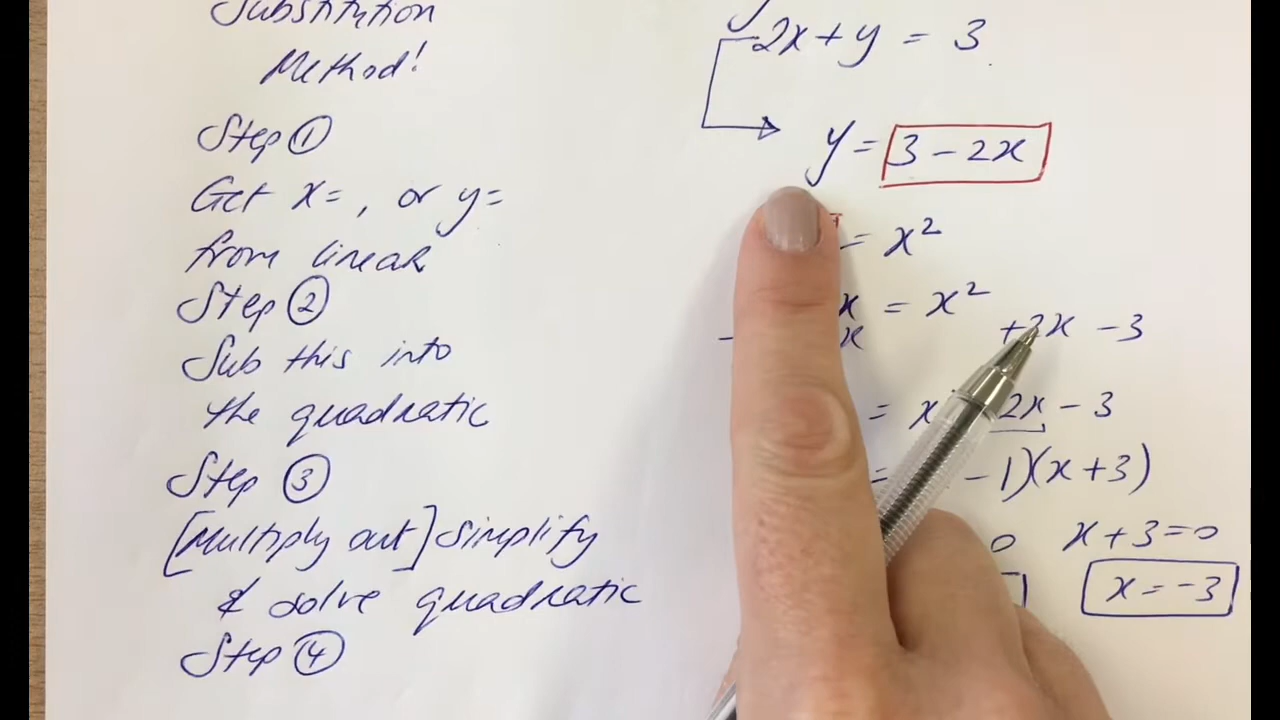 Substitution
Method!
Step ①
Get x= , or y=
from linear
Step ②
Sub this into
the quadratic
Step ③
[Multiply out] simplify
& solve quadratic
Step ④
2x + y = 3
y = 3 - 2x
= x²
x = x²
x +2x - 3
= x 2x - 3
= - 1)(x + 3)
0 x + 3 = 0
x = -3